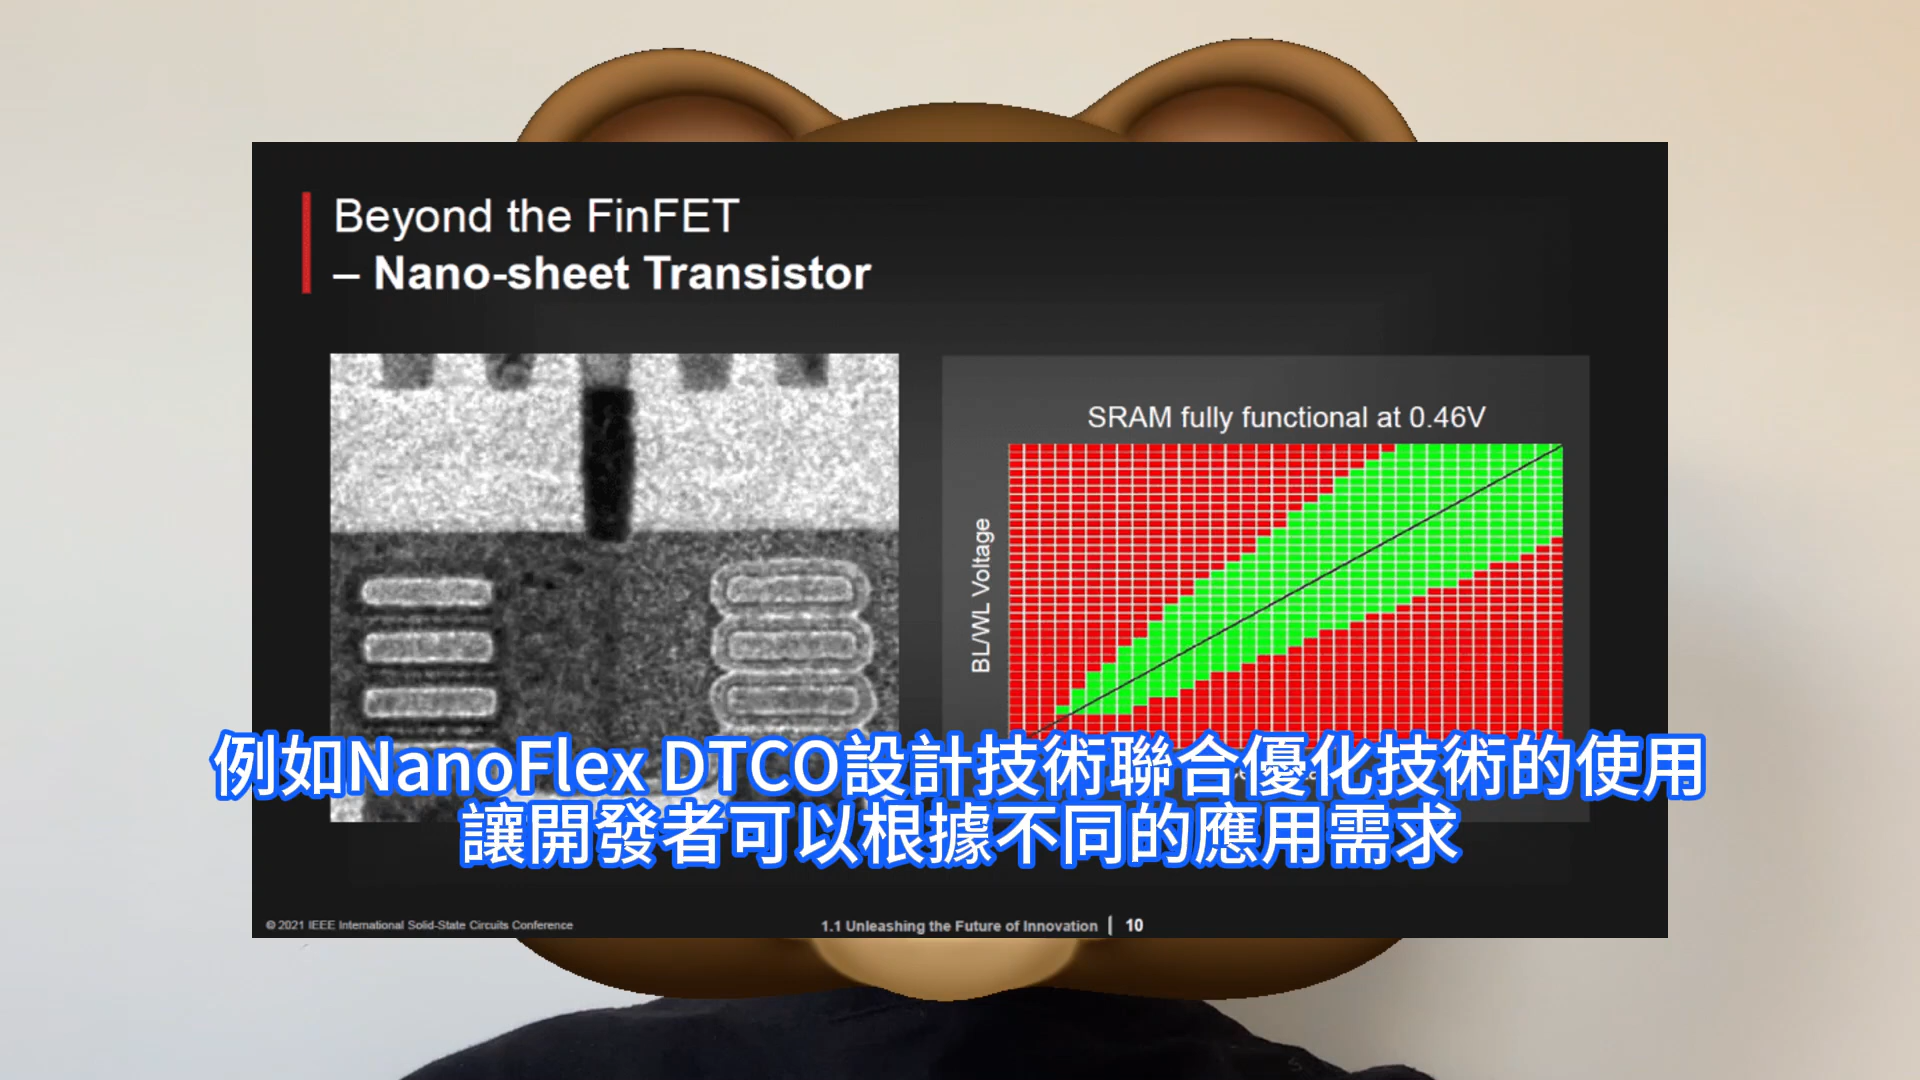 Beyond the FinFET
– Nano-sheet Transistor
SRAM fully functional at 0.46V
BL/WL Voltage
例如NanoFlex DTCO設計技術聯合優化技術的使用
讓開發者可以根據不同的應用需求
© 2021 IEEE International Solid-State Circuits Conference
1.1 Unleashing the Future of Innovation | 10